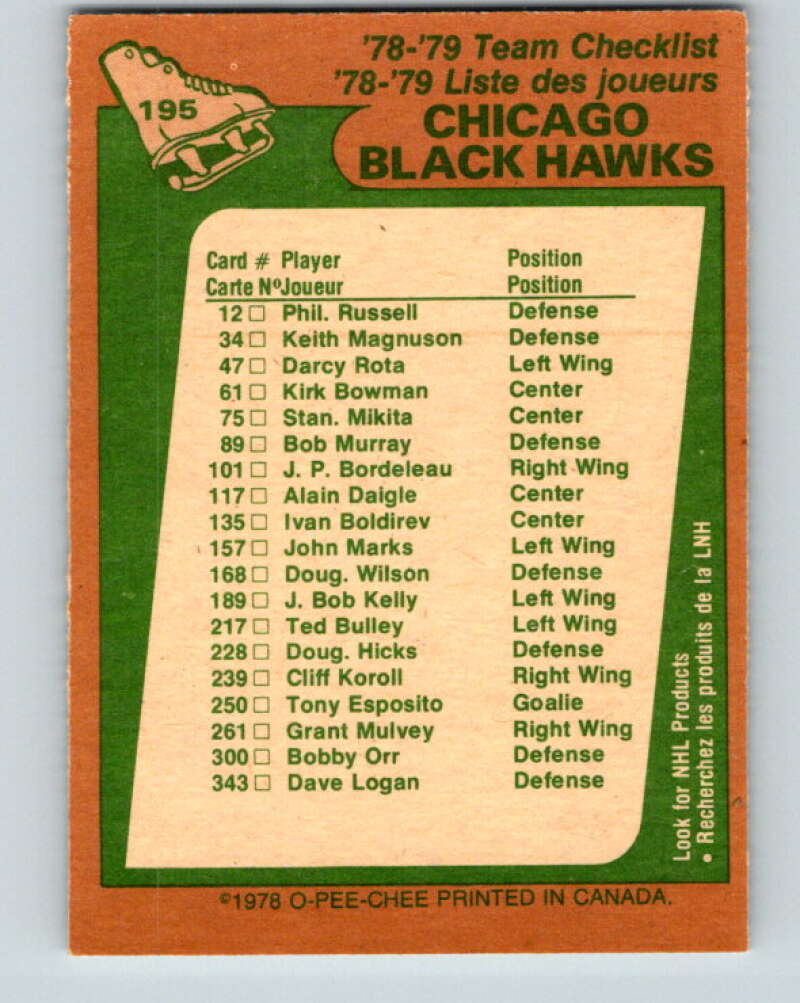 195
'78-'79 Team Checklist
'78-'79 Liste des joueurs
CHICAGO
BLACK HAWKS
Card # Player Position
Carte Nº Joueur Position
12 □ Phil. Russell Defense
34 □ Keith Magnuson Defense
47 □ Darcy Rota Left Wing
61 □ Kirk Bowman Center
75 □ Stan. Mikita Center
89 □ Bob Murray Defense
101 □ J. P. Bordeleau Right Wing
117 □ Alain Daigle Center
135 □ Ivan Boldirev Center
157 □ John Marks Left Wing
168 □ Doug. Wilson Defense
189 □ J. Bob Kelly Left Wing
217 □ Ted Bulley Left Wing
228 □ Doug. Hicks Defense
239 □ Cliff Koroll Right Wing
250 □ Tony Esposito Goalie
261 □ Grant Mulvey Right Wing
300 □ Bobby Orr Defense
343 □ Dave Logan Defense
Look for NHL Products
• Recherchez les produits de la LNH
©1978 O-PEE-CHEE PRINTED IN CANADA.